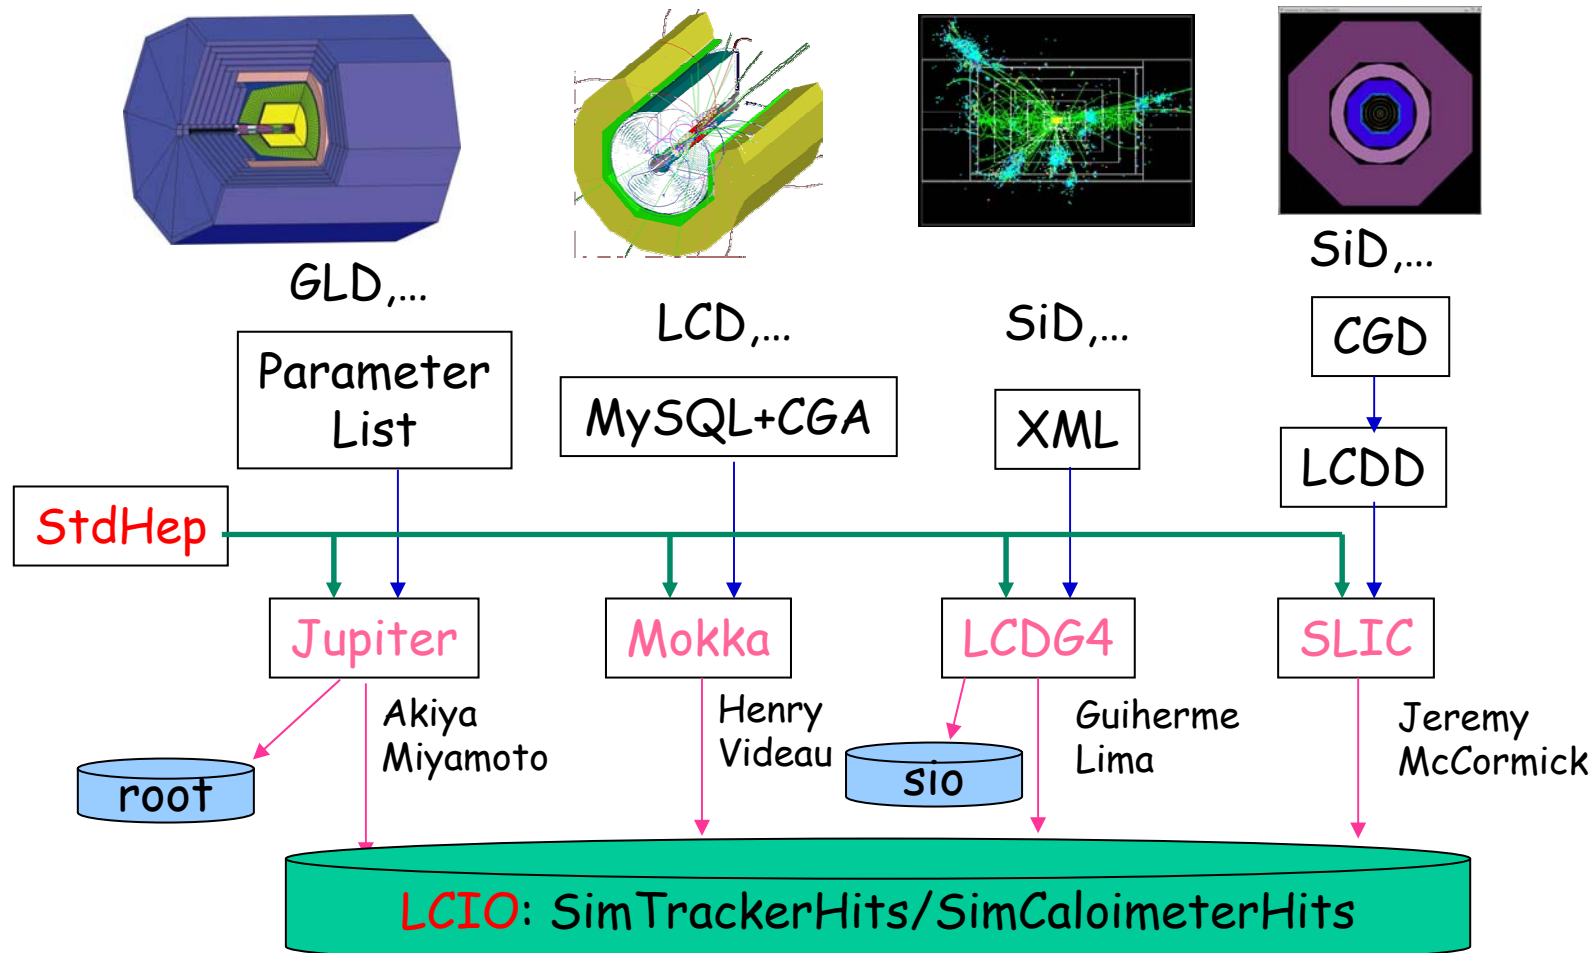 GLD,...
LCD,...
SiD,...
SiD,...
Parameter
List
MySQL+CGA
XML
CGD
LCDD
StdHep
Jupiter
Mokka
LCDG4
SLIC
Akiya
Miyamoto
Henry
Videau
Guiherme
Lima
Jeremy
McCormick
root
sio
LCIO: SimTrackerHits/SimCaloimeterHits